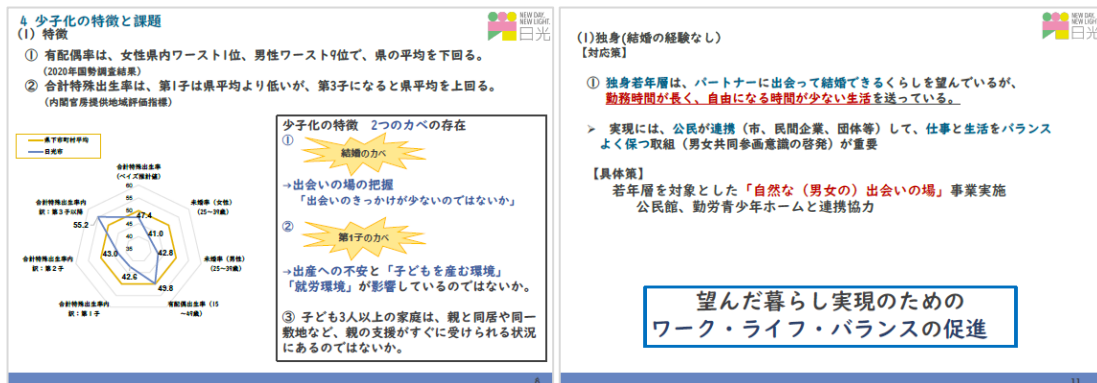 4 少子化の特徴と課題
(1) 特徴
NEW DAY,
NEW LIGHT.
日光
① 有配偶率は、女性県内ワースト1位、男性ワースト9位で、県の平均を下回る。
(2020年国勢調査結果)
② 合計特殊出生率は、第1子は県平均より低いが、第3子になると県平均を上回る。
(内閣官房提供地域評価指標)
県下市町村平均
日光市
合計特殊出生率
(ベイズ推計値)
60
55
50
45
40
35
47.4
41.0
42.8
49.8
42.6
43.0
55.2
未婚率(女性)
(25~39歳)
未婚率(男性)
(25~39歳)
有配偶出生率(15
~49歳)
合計特殊出生率内
訳:第1子
合計特殊出生率内
訳:第2子
合計特殊出生率内
訳:第3子以降
少子化の特徴 2つのカベの存在
①
結婚のカベ
→出会いの場の把握
「出会いのきっかけが少ないのではないか」
②
第1子のカベ
→出産への不安と「子どもを産む環境」
「就労環境」が影響しているのではないか。
③ 子ども3人以上の家庭は、親と同居や同一
敷地など、親の支援がすぐに受けられる状況
にあるのではないか。
NEW DAY,
NEW LIGHT.
日光
(1)独身(結婚の経験なし)
【対応策】
① 独身若年層は、パートナーに出会って結婚できるくらしを望んでいるが、
勤務時間が長く、自由になる時間が少ない生活を送っている。
➢ 実現には、公民が連携(市、民間企業、団体等)して、仕事と生活をバランス
よく保つ取組(男女共同参画意識の啓発)が重要
【具体策】
若年層を対象とした「自然な(男女の)出会いの場」事業実施
公民館、勤労青少年ホームと連携協力
望んだ暮らし実現のための
ワーク・ライフ・バランスの促進
11